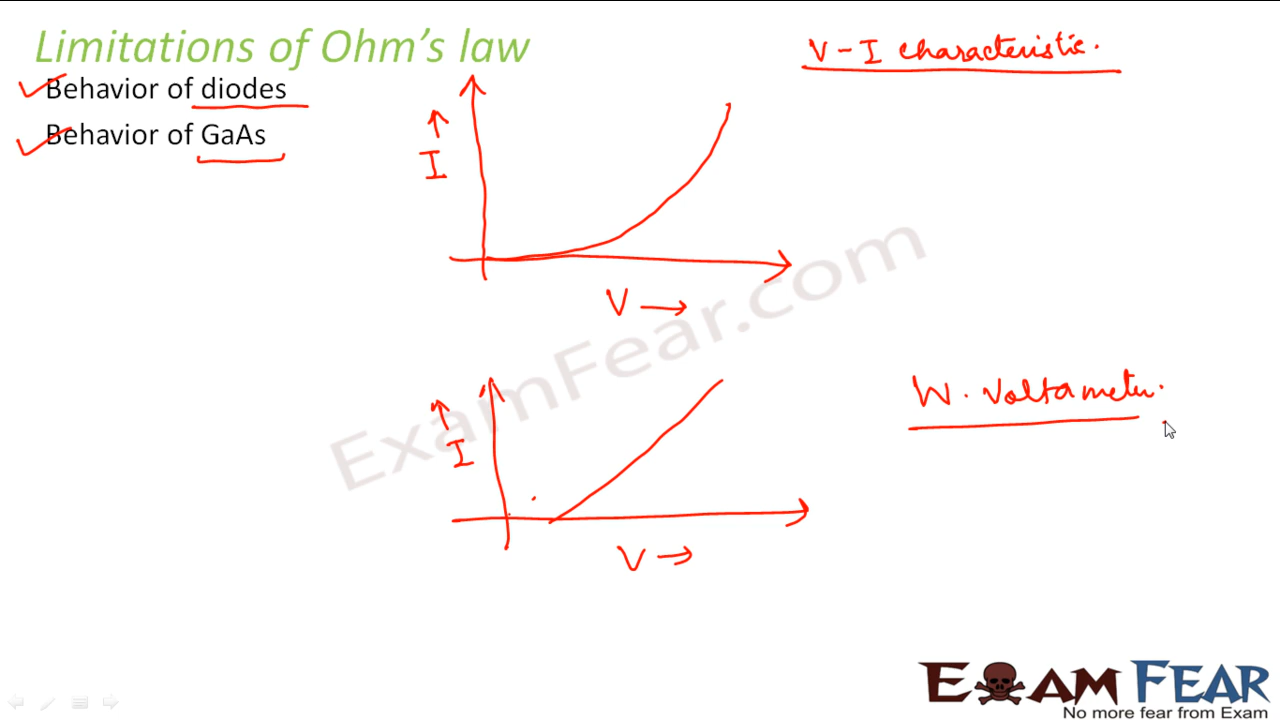 Limitations of Ohm's law
V - I characteristic.
Behavior of diodes
Behavior of GaAs
I
V
ExamFear.com
I
W. Voltameter.
V
EXAM FEAR
No more fear from Exam